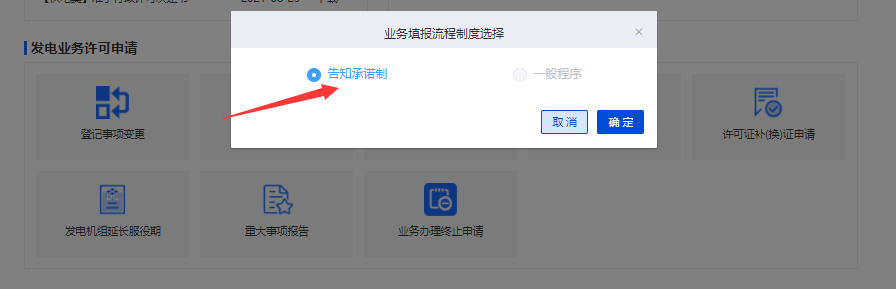 业务填报流程制度选择
×
告知承诺制
一般程序
取消
确定
发电业务许可申请
登记事项变更
许可证补(换)证申请
发电机组延长服役期
重大事项报告
业务办理终止申请